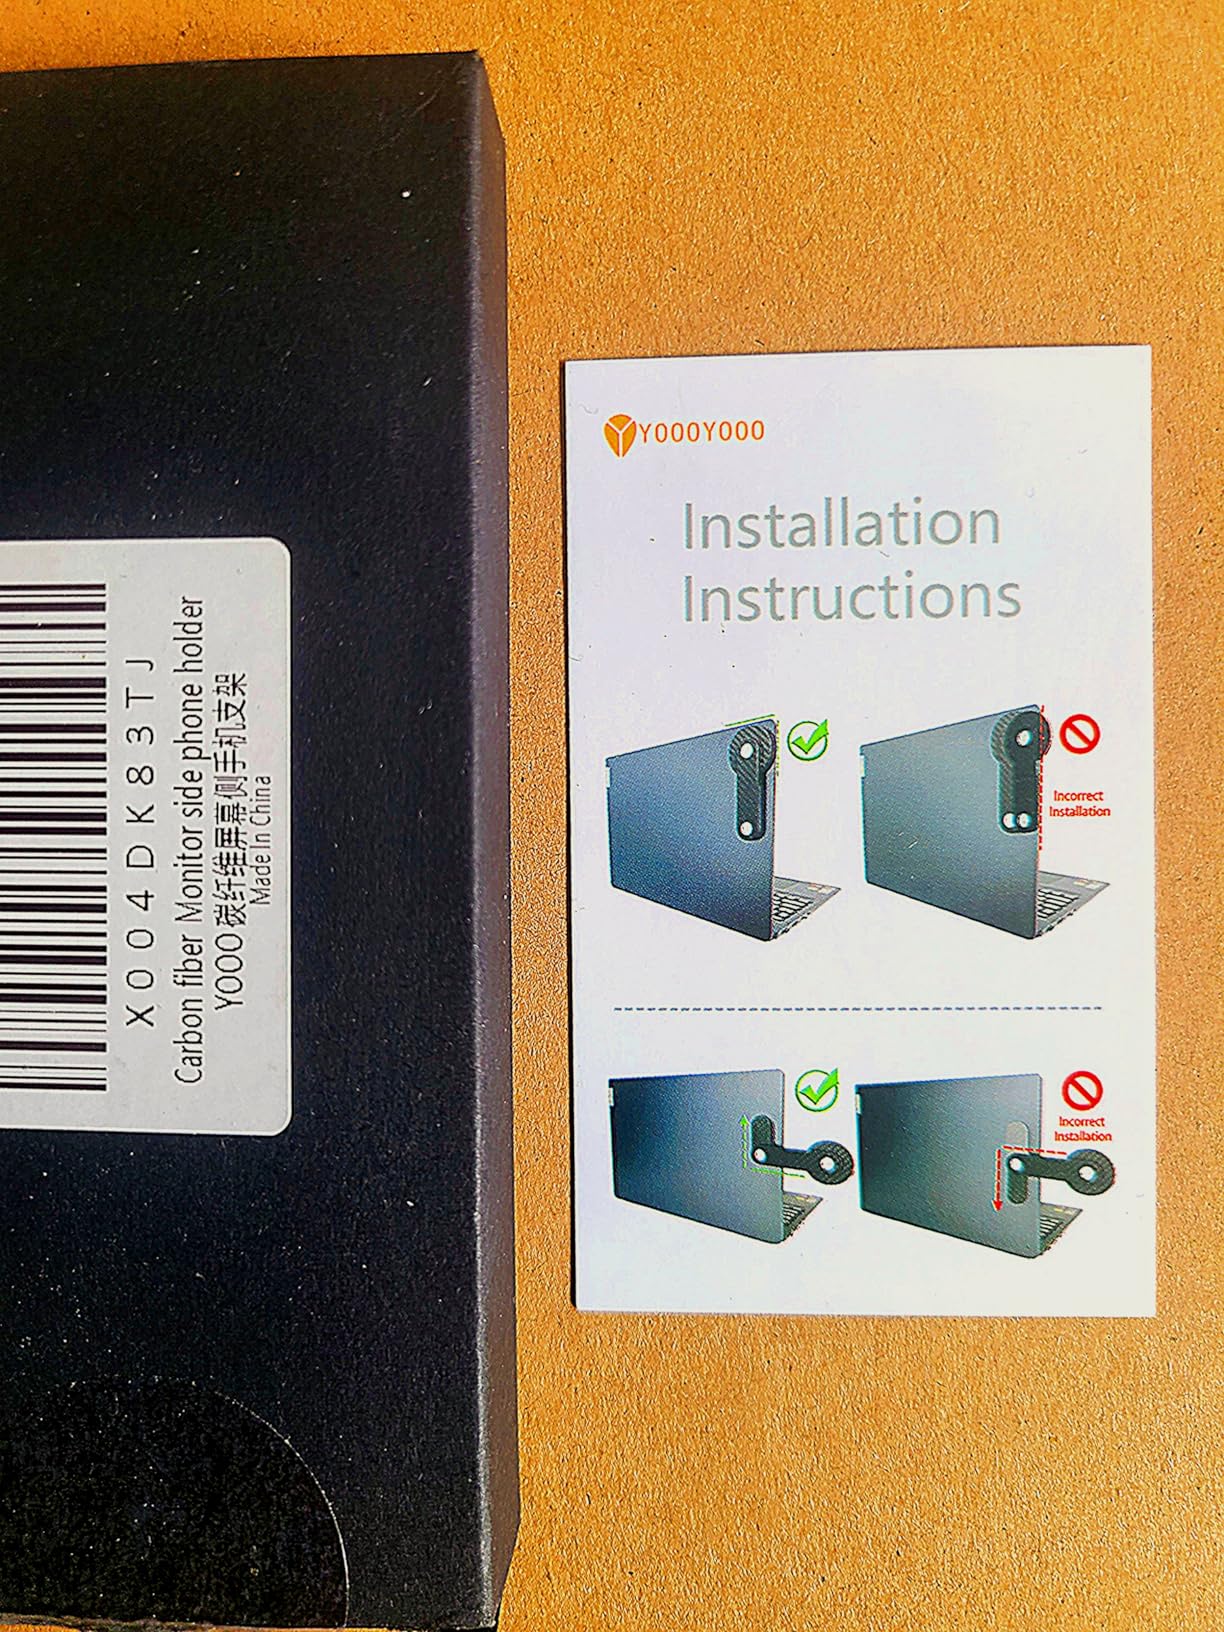 X004DK83TJ
Carbon fiber Monitor side phone holder
YOOO碳纤维屏幕侧手机支架
Made In China
YOOOYOOO
Installation
Instructions
Incorrect
Installation
Incorrect
Installation